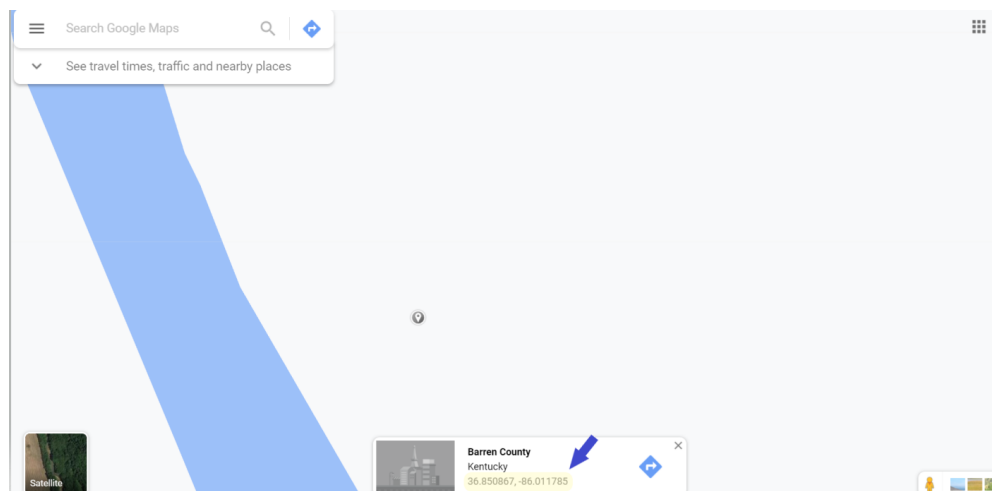 Search Google Maps
See travel times, traffic and nearby places
Satellite
Barren County
Kentucky
36.850867, -86.011785